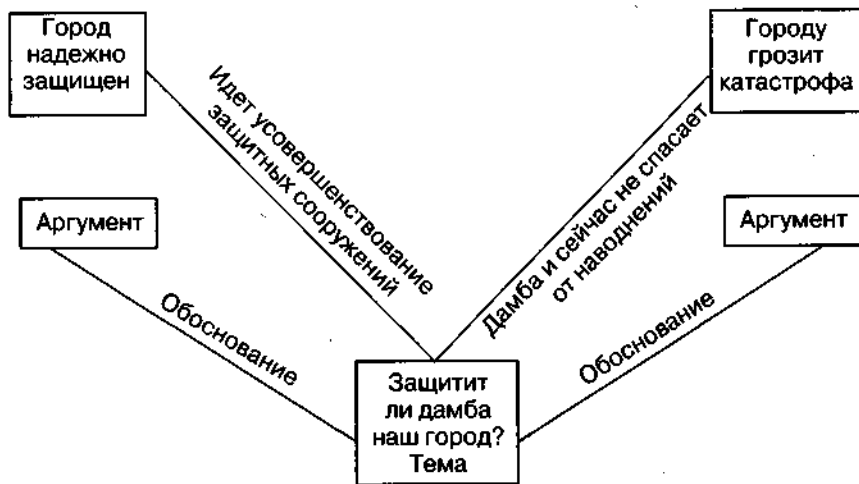 Город
надежно
защищен
Городу
грозит
катастрофа
Идет усовершенствование
защитных сооружений
Дамба и сейчас не спасает
от наводнений
Аргумент
Аргумент
Обоснование
Обоснование
Защитит
ли дамба
наш город?
Тема